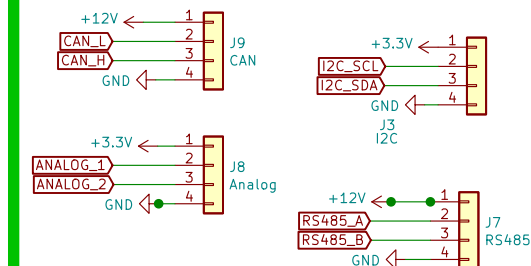 +12V 1
CAN_L 2
CAN_H 3
GND 4
J9
CAN
+3.3V 1
I2C_SCL 2
I2C_SDA 3
GND 4
J3
I2C
+3.3V 1
ANALOG_1 2
ANALOG_2 3
GND 4
J8
Analog
+12V 1
RS485_A 2
RS485_B 3
GND 4
J7
RS485